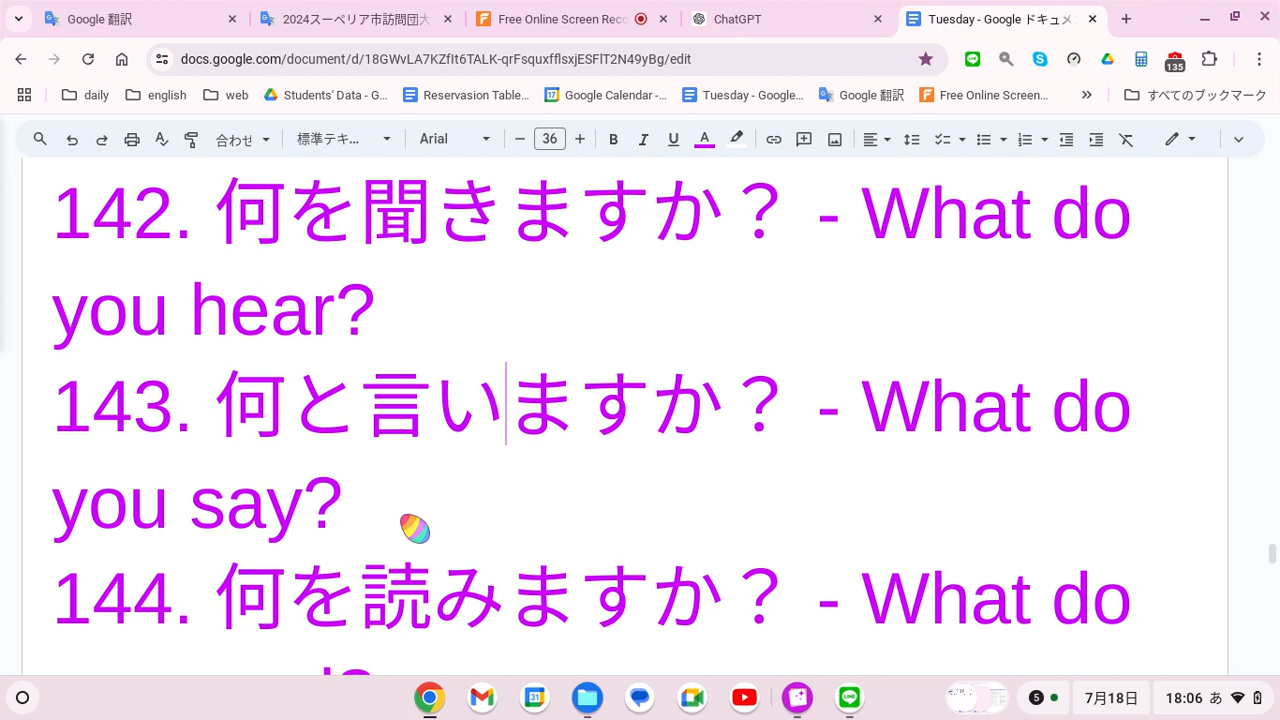 Google 翻訳
2024スーペリア市訪問団大
Free Online Screen Reco
ChatGPT
Tuesday - Google ドキュメ
docs.google.com/document/d/18GWvLA7KZfIt6TALK-qrFsquxfflsxjESFlT2N49yBg/edit
135
daily
english
web
Students' Data - G...
Reservasion Table...
Google Calendar -...
Tuesday - Google...
Google 翻訳
Free Online Screen...
すべてのブックマーク
合わせ
標準テキ...
Arial
36
B I U A
142. 何を聞きますか？ - What do
you hear?
143. 何と言いますか？ - What do
you say?
144. 何を読みますか？ - What do
5
7月18日
18:06 あ